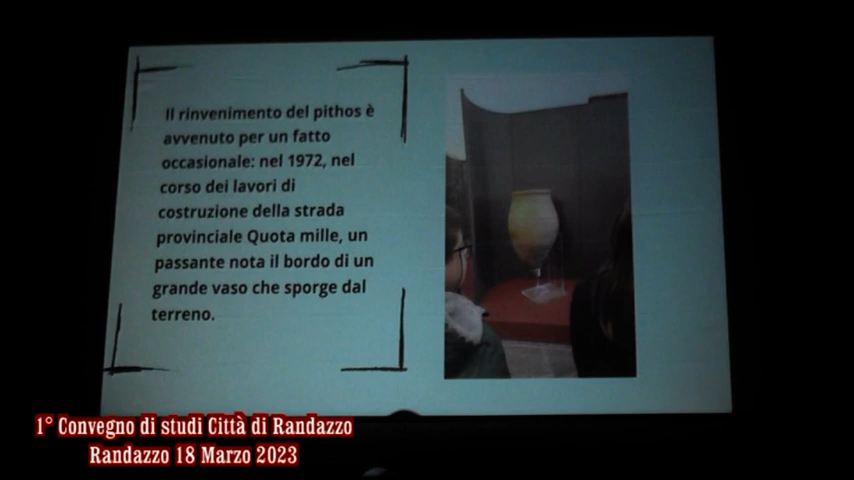 Il rinvenimento del pithos è
avvenuto per un fatto
occasionale: nel 1972, nel
corso dei lavori di
costruzione della strada
provinciale Quota mille, un
passante nota il bordo di un
grande vaso che sporge dal
terreno.
1° Convegno di studi Città di Randazzo
Randazzo 18 Marzo 2023